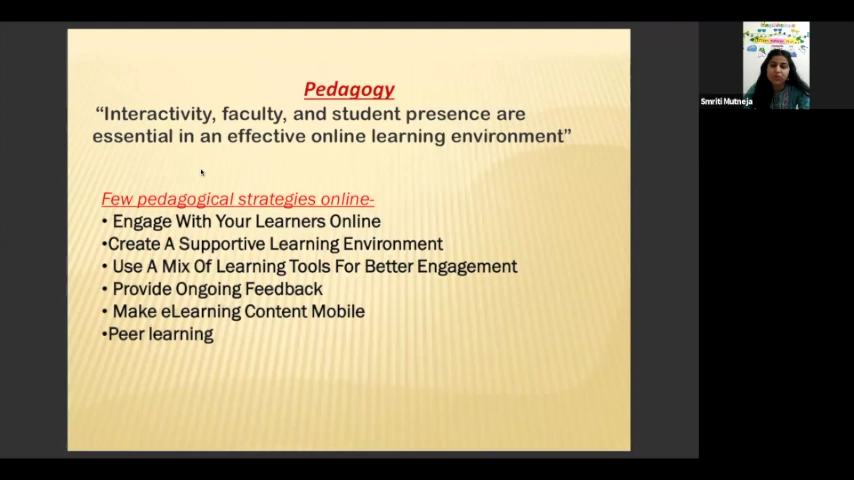 Pedagogy
“Interactivity, faculty, and student presence are
essential in an effective online learning environment”
Few pedagogical strategies online-
• Engage With Your Learners Online
•Create A Supportive Learning Environment
• Use A Mix Of Learning Tools For Better Engagement
• Provide Ongoing Feedback
• Make eLearning Content Mobile
•Peer learning
Smriti Mutneja